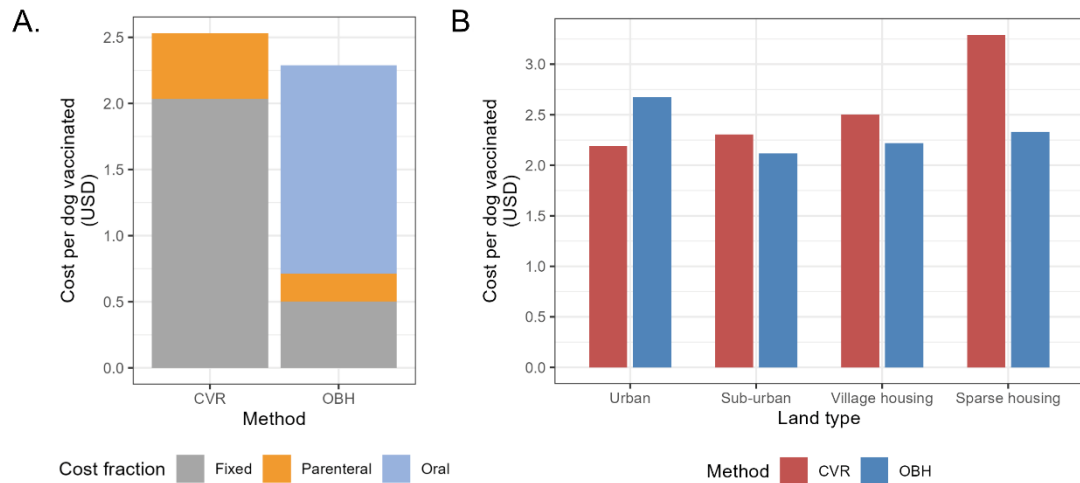 A.
Cost per dog vaccinated
(USD)
2.5
2.0
1.5
1.0
0.5
0.0
CVR OBH
Method
Cost fraction Fixed Parenteral Oral
B
Cost per dog vaccinated
(USD)
3.0
2.5
2.0
1.5
1.0
0.5
0.0
Urban Sub-urban Village housing Sparse housing
Land type
Method CVR OBH